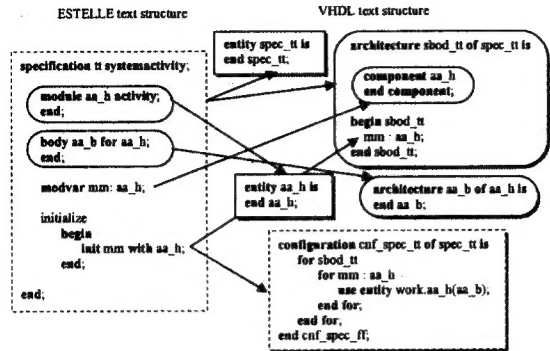 ESTELLE text structure
VHDL text structure
specification tt systemactivity;
module aa_h activity;
end;
body aa_b for aa_h;
end;
modvar mm: aa_h;
initialize
begin
init mm with aa_h;
end;
end;
entity spec_tt is
end spec_tt;
architecture sbod_tt of spec_tt is
component aa_h
end component;
begin sbod_tt
mm : aa_h;
end sbod_tt;
entity aa_h is
end aa_h;
architecture aa_b of aa_h is
end aa_b;
configuration cnf_spec_tt of spec_tt is
for sbod_tt
for mm : aa_h
use entity work.aa_h(aa_b);
end for;
end for;
end cnf_spec_ff;